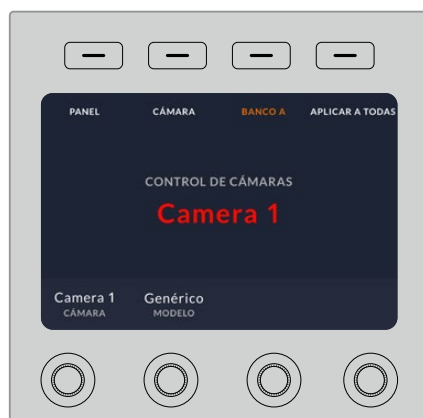 PANEL CÁMARA BANCO A APLICAR A TODAS
CONTROL DE CÁMARAS
Camera 1
Camera 1 Genérico
CÁMARA MODELO